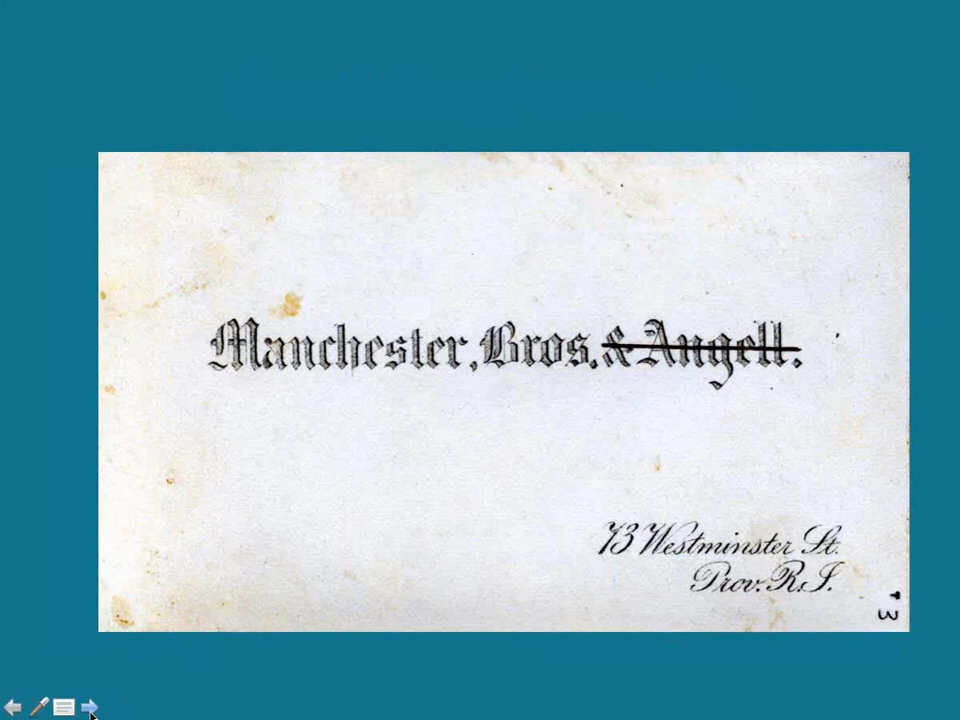 Manchester, Bros. & Angell.
73 Westminster St.
Prov. R.I.
3